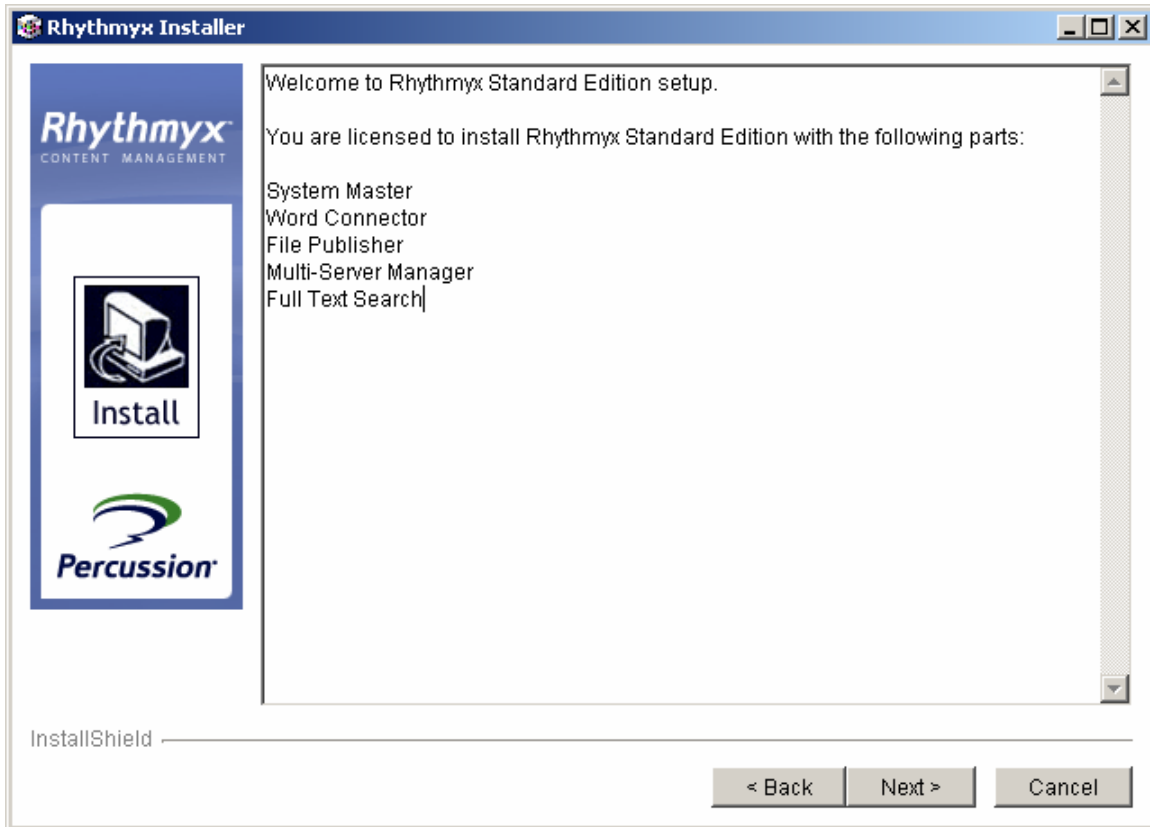 Rhythmyx Installer
Rhythmyx
CONTENT MANAGEMENT
Install
Percussion
Welcome to Rhythmyx Standard Edition setup.
You are licensed to install Rhythmyx Standard Edition with the following parts:
System Master
Word Connector
File Publisher
Multi-Server Manager
Full Text Search
InstallShield
< Back
Next >
Cancel